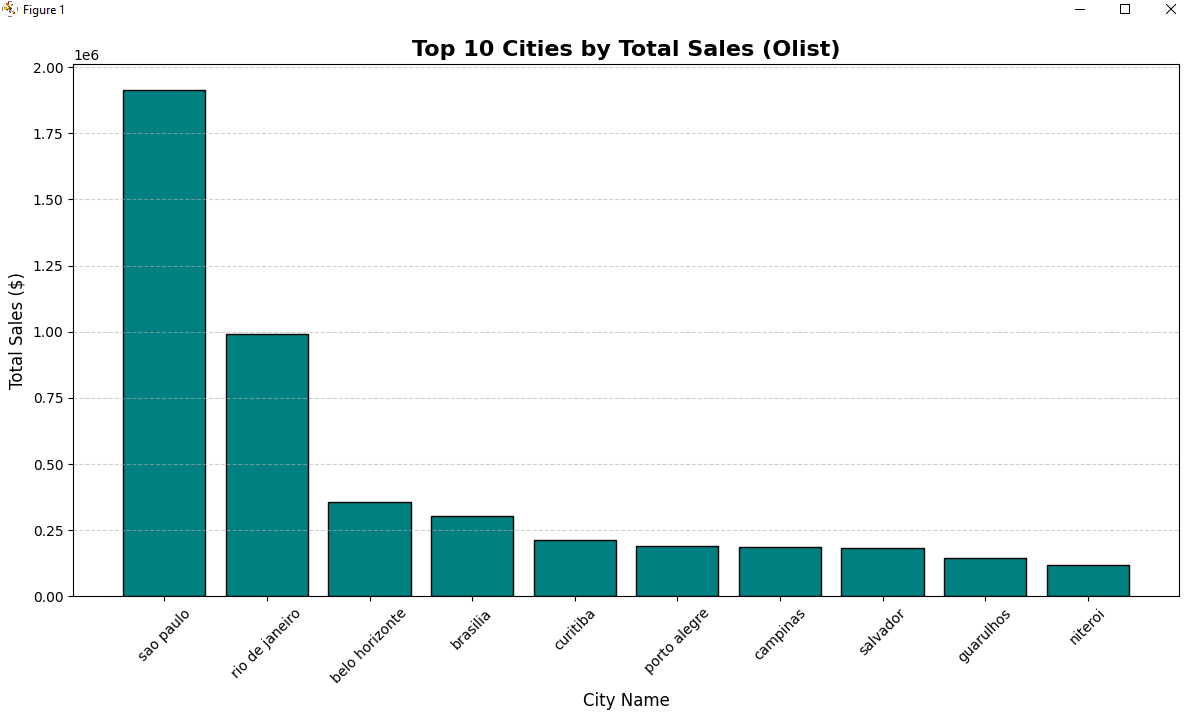 Figure 1
Top 10 Cities by Total Sales (Olist)
1e6
2.00
1.75
1.50
1.25
1.00
0.75
0.50
0.25
0.00
Total Sales ($)
sao paulo
rio de janeiro
belo horizonte
brasilia
curitiba
porto alegre
campinas
salvador
guarulhos
niteroi
City Name